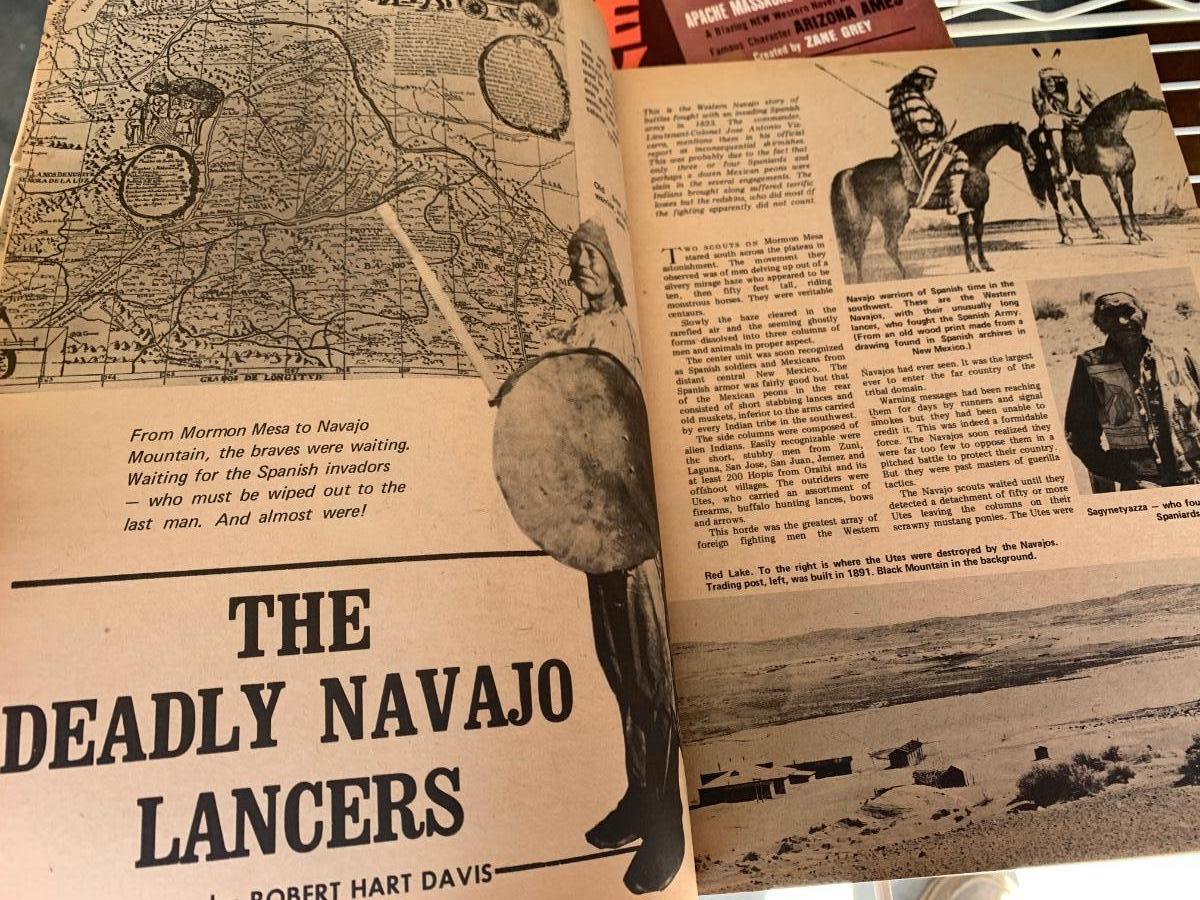 APACHE MASSACRE
A Blazing NEW Western Novel
Famous Character ARIZONA AMES
Created by ZANE GREY
GRADOS DE LONGITVD
From Mormon Mesa to Navajo
Mountain, the braves were waiting.
Waiting for the Spanish invadors
— who must be wiped out to the
last man. And almost were!
THE
DEADLY NAVAJO
LANCERS
ROBERT HART DAVIS
This is the Western Navajo story of
battles fought with an invading Spanish
army in 1823. The commander,
Lieutenant-Colonel Jose Antonio Viz-
carra, mentions them in his official
report as inconsequential skirmishes.
This was probably due to the fact that
only three or four Spaniards and
perhaps a dozen Mexican peons were
slain in the several engagements. The
Indians brought along suffered terrific
loses but the redskins, who did most of
the fighting apparently did not count.
TWO SCOUTS ON Mormon Mesa
stared south across the plateau in
astonishment. The movement they
observed was of men delving up out of a
silvery mirage haze who appeared to be
ten, then fifty feet tall, riding
monstrous horses. They were veritable
centaurs.
Slowly the haze cleared in the
rarefied air and the seeming ghostly
forms dissolved into three columns of
men and animals in proper aspect.
The center unit was soon recognized
as Spanish soldiers and Mexicans from
distant central New Mexico. The
Spanish armor was fairly good but that
of the Mexican peons in the rear
consisted of short stabbing lances and
old muskets, inferior to the arms carried
by every Indian tribe in the southwest.
The side columns were composed of
alien Indians. Easily recognizable were
the short, stubby men from Zuni,
Laguna, San Jose, San Juan, Jemez and
at least 200 Hopis from Oraibi and its
offshoot villages. The outriders were
Utes, who carried an assortment of
firearms, buffalo hunting lances, bows
and arrows.
This horde was the greatest array of
foreign fighting men the Western
Navajo warriors of Spanish time in the
southwest. These are the Western
Navajos, with their unusually long
lances, who fought the Spanish Army.
(From an old wood print made from a
drawing found in Spanish archives in
New Mexico.)
Navajos had ever seen. It was the largest
ever to enter the far country of the
tribal domain.
Warning messages had been reaching
them for days by runners and signal
smokes but they had been unable to
credit it. This was indeed a formidable
force. The Navajos soon realized they
were far too few to oppose them in a
pitched battle to protect their country.
But they were past masters of guerilla
tactics.
The Navajo scouts waited until they
detected a detachment of fifty or more
Utes leaving the columns on their
scrawny mustang ponies. The Utes were
Sagynetyazza — who fou
Spaniards
Red Lake. To the right is where the Utes were destroyed by the Navajos.
Trading post, left, was built in 1891. Black Mountain in the background.